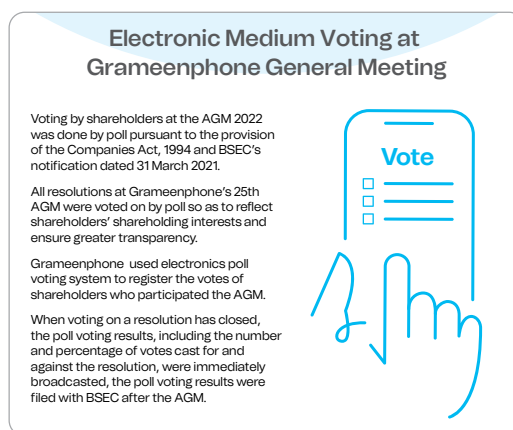 Electronic Medium Voting at
Grameenphone General Meeting
Voting by shareholders at the AGM 2022
was done by poll pursuant to the provision
of the Companies Act, 1994 and BSEC's
notification dated 31 March 2021.
All resolutions at Grameenphone's 25th
AGM were voted on by poll so as to reflect
shareholders' shareholding interests and
ensure greater transparency.
Grameenphone used electronics poll
voting system to register the votes of
shareholders who participated the AGM.
When voting on a resolution has closed,
the poll voting results, including the number
and percentage of votes cast for and
against the resolution, were immediately
broadcasted, the poll voting results were
filed with BSEC after the AGM.
Vote